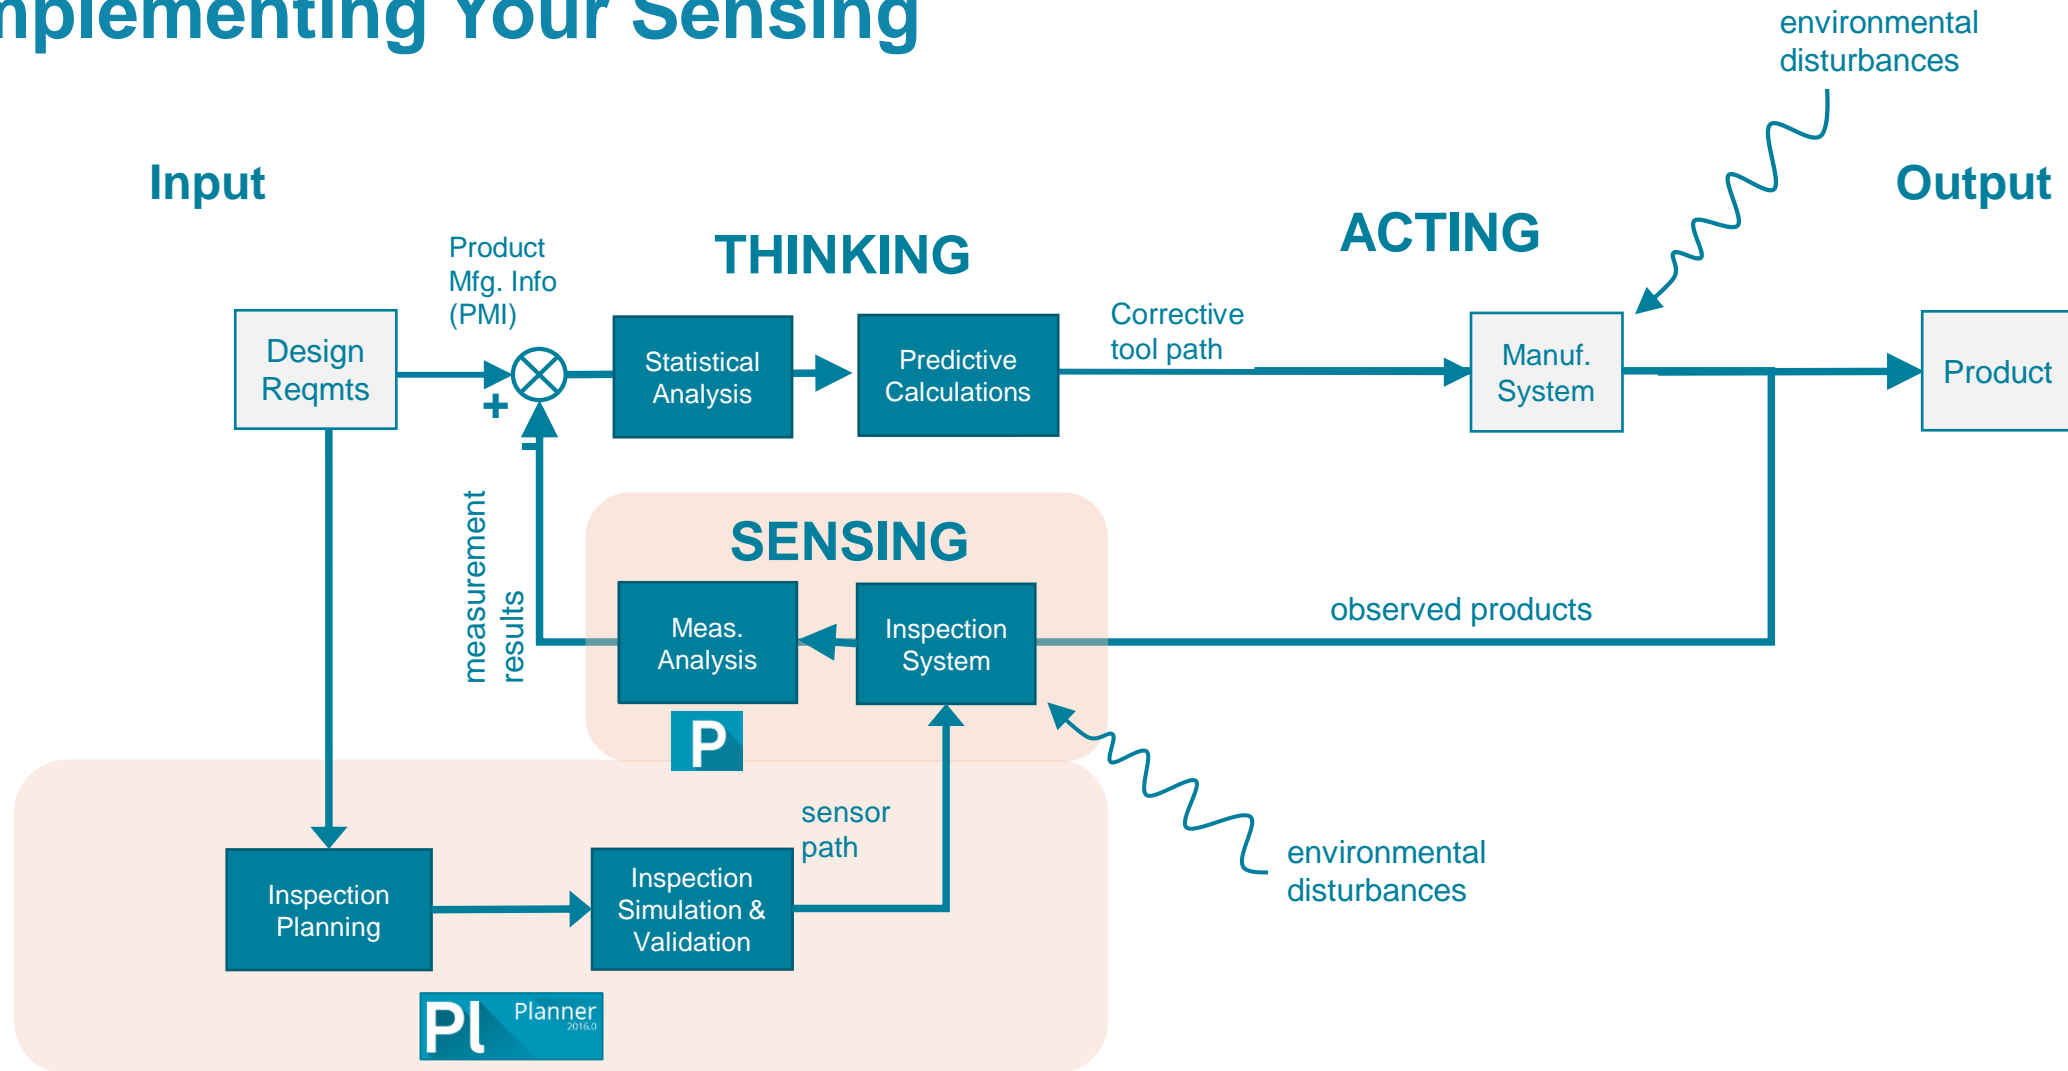 mplementing Your Sensing
environmental
disturbances
Input
Output
THINKING
ACTING
Product
Mfg. Info
(PMI)
Design
Reqmts
+
-
Statistical
Analysis
Predictive
Calculations
Corrective
tool path
Manuf.
System
Product
measurement
results
SENSING
Meas.
Analysis
Inspection
System
observed products
P
sensor
path
environmental
disturbances
Inspection
Planning
Inspection
Simulation &
Validation
Pl
Planner
2016.0